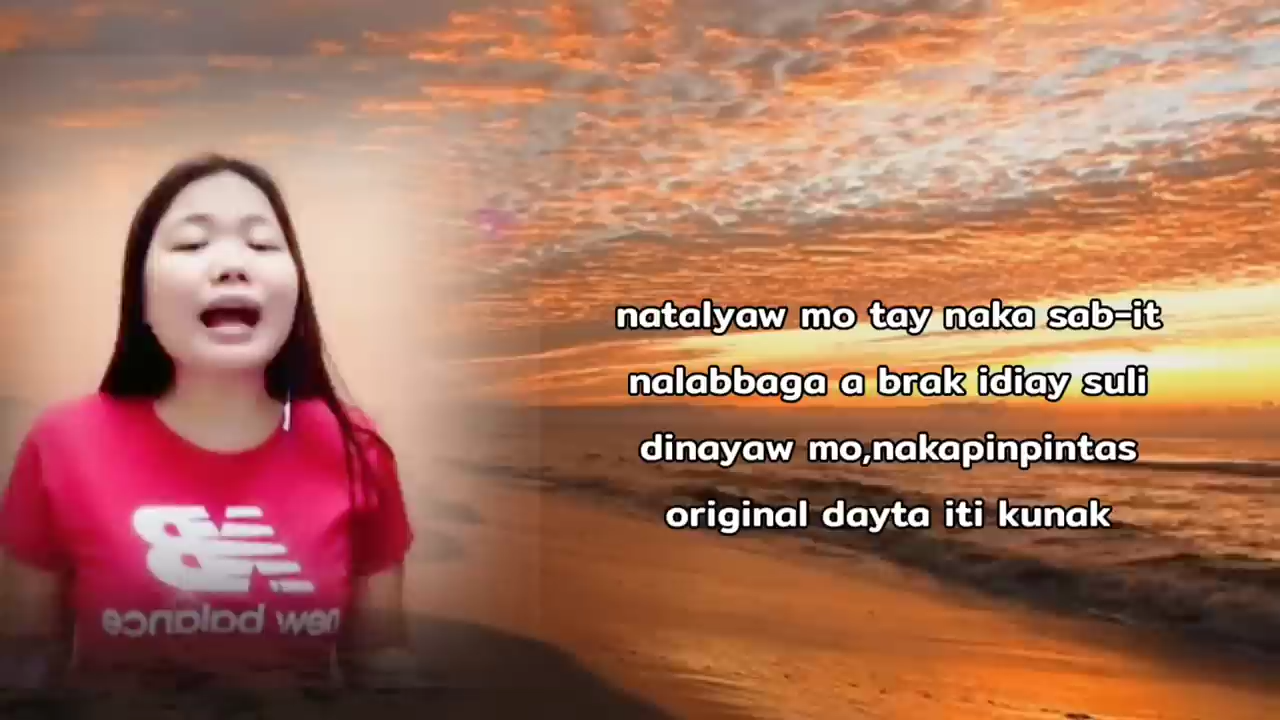 natalyaw mo tay naka sab-it
nalabbaga a brak idiay suli
dinayaw mo,nakapinpintas
original dayta iti kunak
new balance